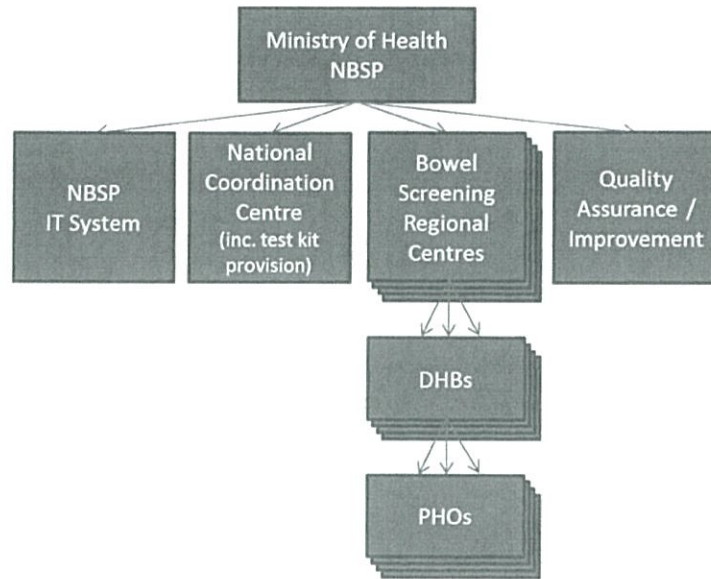 Ministry of Health
NBSP
NBSP
IT System
National
Coordination
Centre
(inc. test kit
provision)
Bowel
Screening
Regional
Centres
Quality
Assurance /
Improvement
DHBs
PHOs